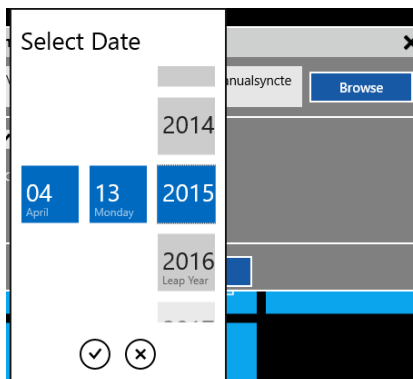 Select Date
anualsyncte
Browse
2014
04
April
13
Monday
2015
2016
Leap Year